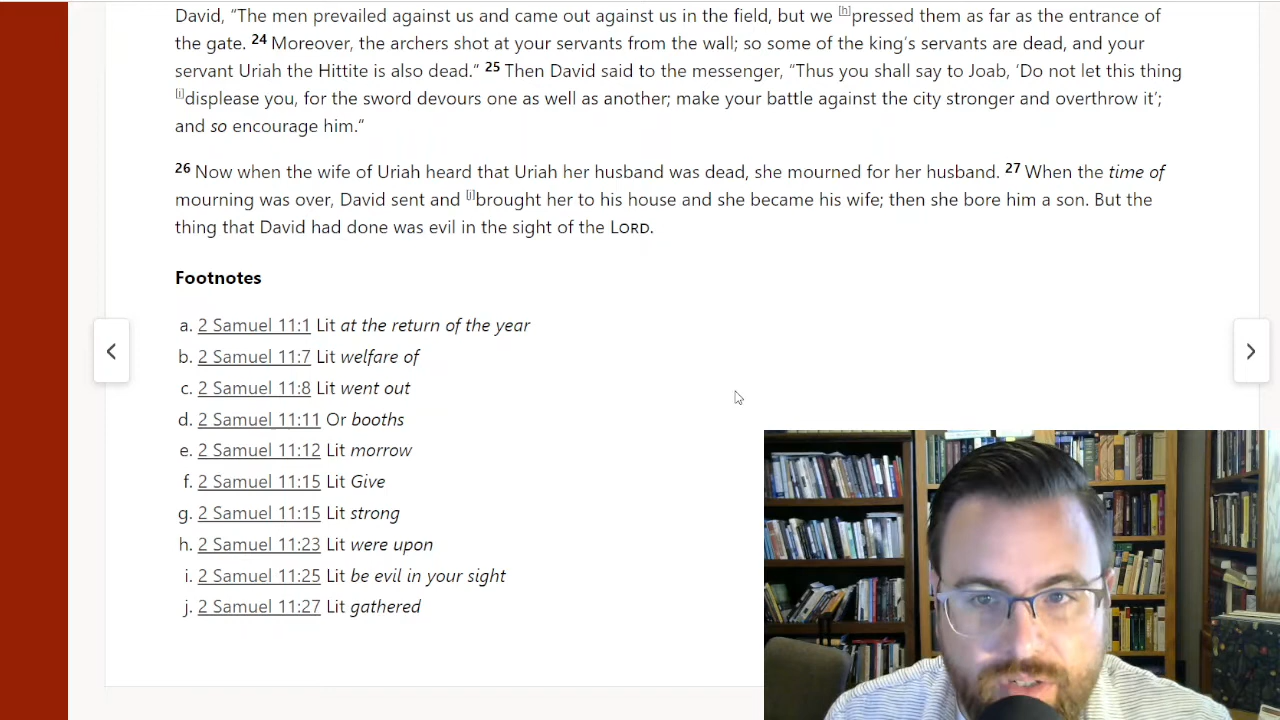 David, “The men prevailed against us and came out against us in the field, but we [h]pressed them as far as the entrance of
the gate. 24 Moreover, the archers shot at your servants from the wall; so some of the king’s servants are dead, and your
servant Uriah the Hittite is also dead.” 25 Then David said to the messenger, “Thus you shall say to Joab, ‘Do not let this thing
[i]displease you, for the sword devours one as well as another; make your battle against the city stronger and overthrow it’;
and so encourage him.”
26 Now when the wife of Uriah heard that Uriah her husband was dead, she mourned for her husband. 27 When the time of
mourning was over, David sent and [j]brought her to his house and she became his wife; then she bore him a son. But the
thing that David had done was evil in the sight of the LORD.
Footnotes
a. 2 Samuel 11:1 Lit at the return of the year
b. 2 Samuel 11:7 Lit welfare of
c. 2 Samuel 11:8 Lit went out
d. 2 Samuel 11:11 Or booths
e. 2 Samuel 11:12 Lit morrow
f. 2 Samuel 11:15 Lit Give
g. 2 Samuel 11:15 Lit strong
h. 2 Samuel 11:23 Lit were upon
i. 2 Samuel 11:25 Lit be evil in your sight
j. 2 Samuel 11:27 Lit gathered